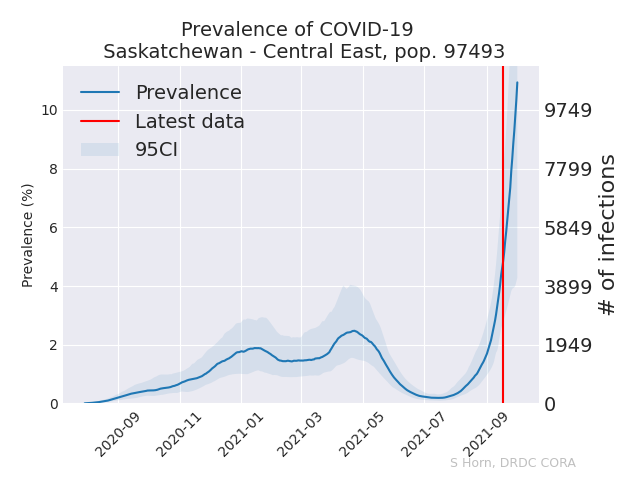 Prevalence of COVID-19
Saskatchewan - Central East, pop. 97493
Prevalence
Latest data
95CI
Prevalence (%)
10
8
6
4
2
0
9749
7799
5849
3899
1949
0
# of infections
2020-09
2020-11
2021-01
2021-03
2021-05
2021-07
2021-09
S Horn, DRDC CORA